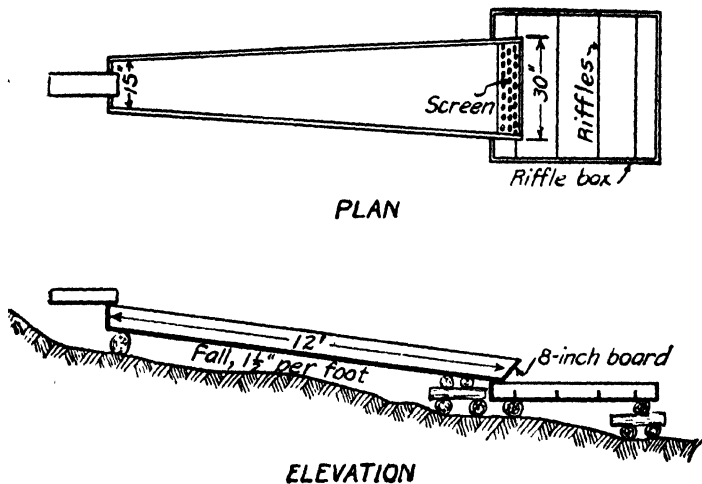 15"
Screen
30"
Riffles
Riffle box
PLAN
12'
Fall, 1½" per foot
8-inch board
ELEVATION